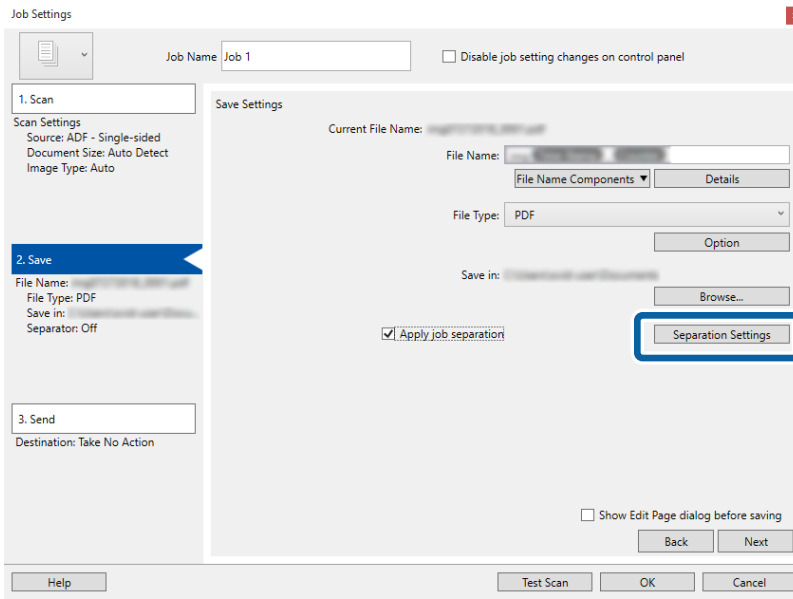 Job Settings
Job Name Job 1
Disable job setting changes on control panel
1. Scan
Scan Settings
Source: ADF - Single-sided
Document Size: Auto Detect
Image Type: Auto
2. Save
File Name:
File Type: PDF
Save in:
Separator: Off
3. Send
Destination: Take No Action
Save Settings
Current File Name:
File Name:
File Name Components ▼ Details
File Type: PDF
Option
Save in:
Browse...
Apply job separation Separation Settings
Show Edit Page dialog before saving
Back Next
Help Test Scan OK Cancel